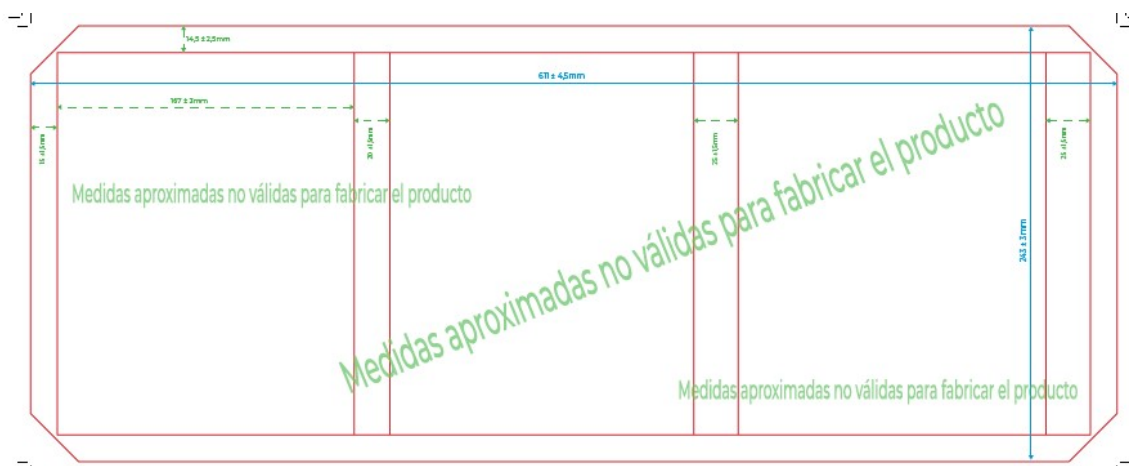 14,5 ± 2,5mm
611 ± 4,5mm
167 ± 2mm
15 ±1,5mm
20 ±1,5mm
25 ±1,5mm
25 ±1,5mm
Medidas aproximadas no válidas para fabricar el producto
Medidas aproximadas no válidas para fabricar el producto
243 ± 3mm
Medidas aproximadas no válidas para fabricar el producto